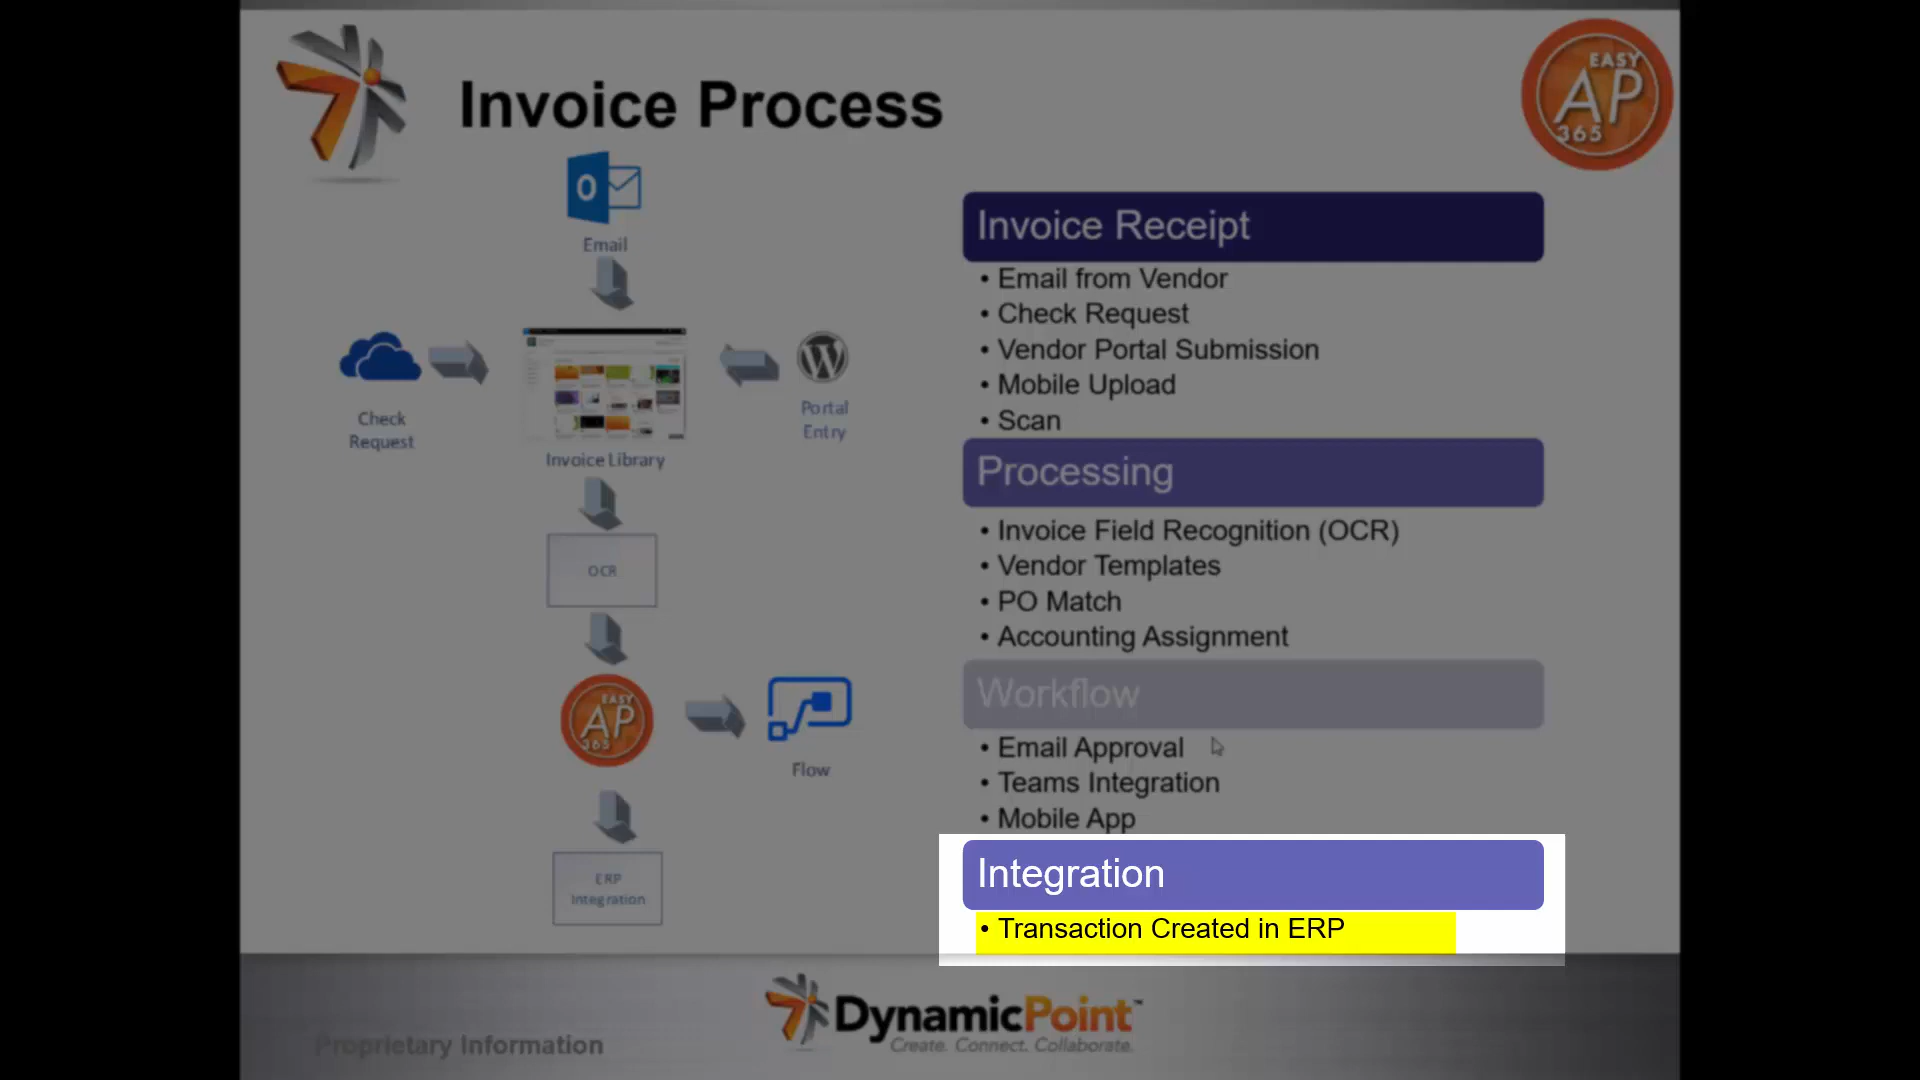 Invoice Process
EASY
AP
365
O
Email
Check
Request
Invoice Library
W
Portal
Entry
OCR
EASY
AP
365
Flow
ERP
Integration
Invoice Receipt
• Email from Vendor
• Check Request
• Vendor Portal Submission
• Mobile Upload
• Scan
Processing
• Invoice Field Recognition (OCR)
• Vendor Templates
• PO Match
• Accounting Assignment
Workflow
• Email Approval
• Teams Integration
• Mobile App
Integration
• Transaction Created in ERP
Proprietary Information
DynamicPoint™
Create. Connect. Collaborate.